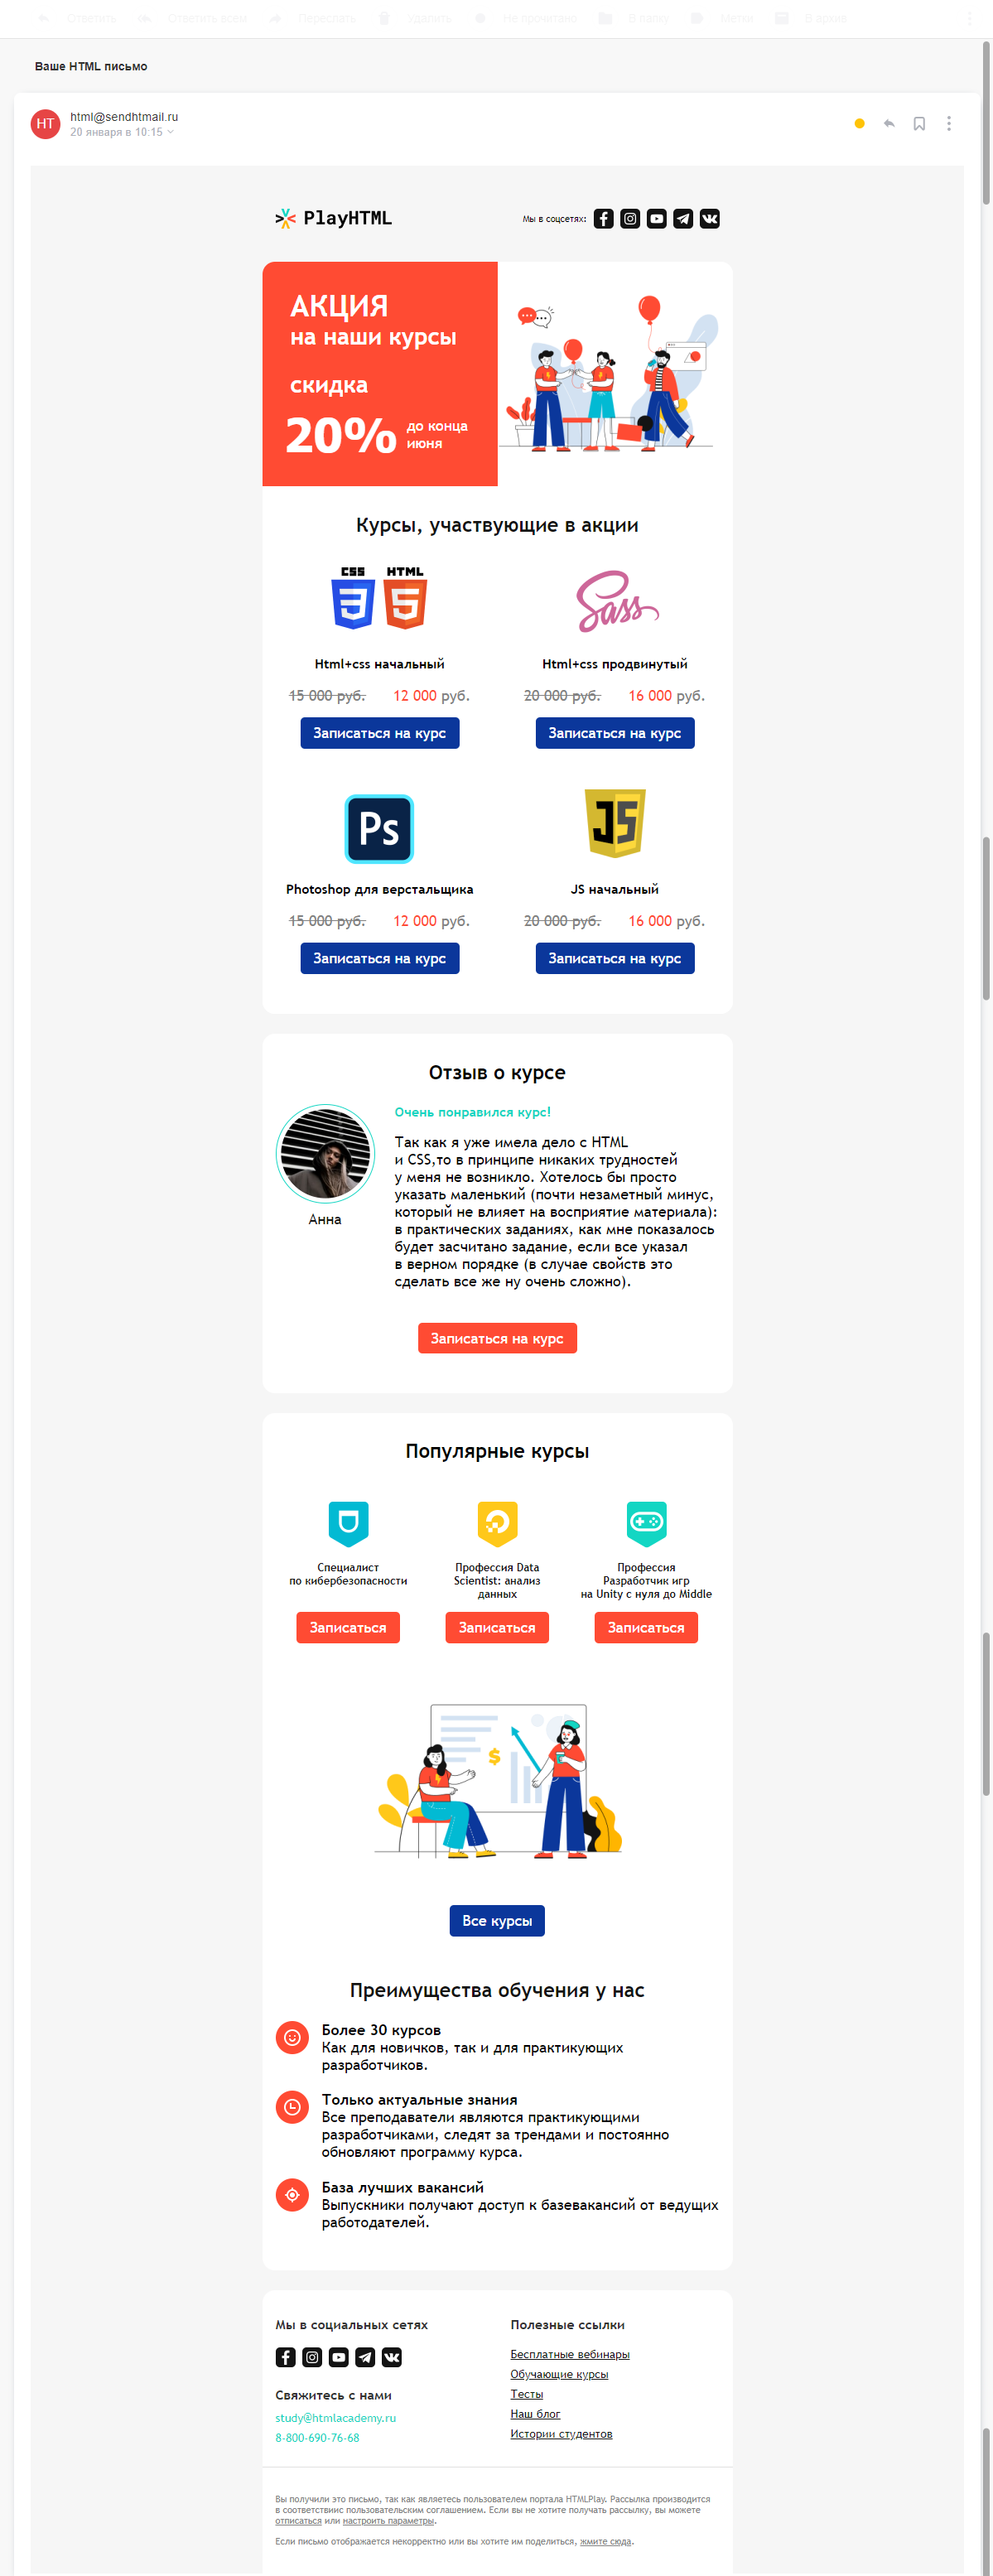 Ответить Ответить всем Переслать Удалить Не прочитано В папку Метки В архив
Ваше HTML письмо
HT
html@sendhtmail.ru
20 января в 10:15
PlayHTML
Мы в соцсетях:
АКЦИЯ
на наши курсы
скидка
20% до конца
июня
Курсы, участвующие в акции
CSS HTML
Sass
Html+css начальный
Html+css продвинутый
15 000 руб. 12 000 руб.
20 000 руб. 16 000 руб.
Записаться на курс
Записаться на курс
Ps
JS
Photoshop для верстальщика
JS начальный
15 000 руб. 12 000 руб.
20 000 руб. 16 000 руб.
Записаться на курс
Записаться на курс
Отзыв о курсе
Анна
Очень понравился курс!
Так как я уже имела дело с HTML
и CSS,то в принципе никаких трудностей
у меня не возникло. Хотелось бы просто
указать маленький (почти незаметный минус,
который не влияет на восприятие материала):
в практических заданиях, как мне показалось
будет засчитано задание, если все указал
в верном порядке (в случае свойств это
сделать все же ну очень сложно).
Записаться на курс
Популярные курсы
Специалист
по кибербезопасности
Профессия Data
Scientist: анализ
данных
Профессия
Разработчик игр
на Unity с нуля до Middle
Записаться
Записаться
Записаться
$
Все курсы
Преимущества обучения у нас
Более 30 курсов
Как для новичков, так и для практикующих
разработчиков.
Только актуальные знания
Все преподаватели являются практикующими
разработчиками, следят за трендами и постоянно
обновляют программу курса.
База лучших вакансий
Выпускники получают доступ к базевакансий от ведущих
работодателей.
Мы в социальных сетях
Свяжитесь с нами
study@htmlacademy.ru
8-800-690-76-68
Полезные ссылки
Бесплатные вебинары
Обучающие курсы
Тесты
Наш блог
Истории студентов
Вы получили это письмо, так как являетесь пользователем портала HTMLPlay. Рассылка производится
в соответствиис пользовательским соглашением. Если вы не хотите получать рассылку, вы можете
отписаться или настроить параметры.
Если письмо отображается некорректно или вы хотите им поделиться, жмите сюда.